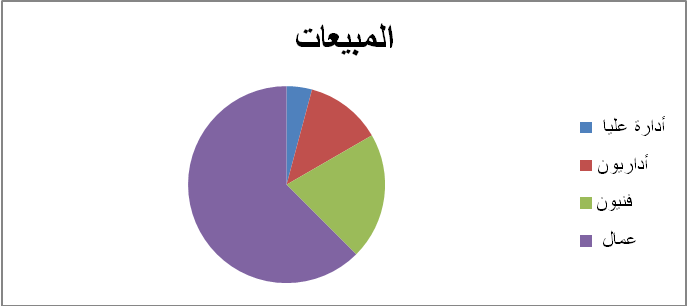 المبيعات
أدارة عليا
أداريون
فنيون
عمال